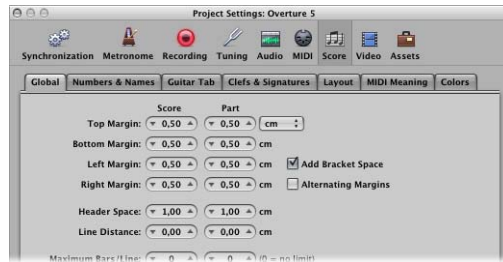 Project Settings: Overture 5
Synchronization Metronome Recording Tuning Audio MIDI Score Video Assets
Global Numbers & Names Guitar Tab Clefs & Signatures Layout MIDI Meaning Colors
Score Part
Top Margin: 0,50 0,50 cm
Bottom Margin: 0,50 0,50 cm
Left Margin: 0,50 0,50 cm Add Bracket Space
Right Margin: 0,50 0,50 cm Alternating Margins
Header Space: 1,00 1,00 cm
Line Distance: 0,00 0,00 cm
Maximum Bars/Line: 0 0 (0 = no limit)